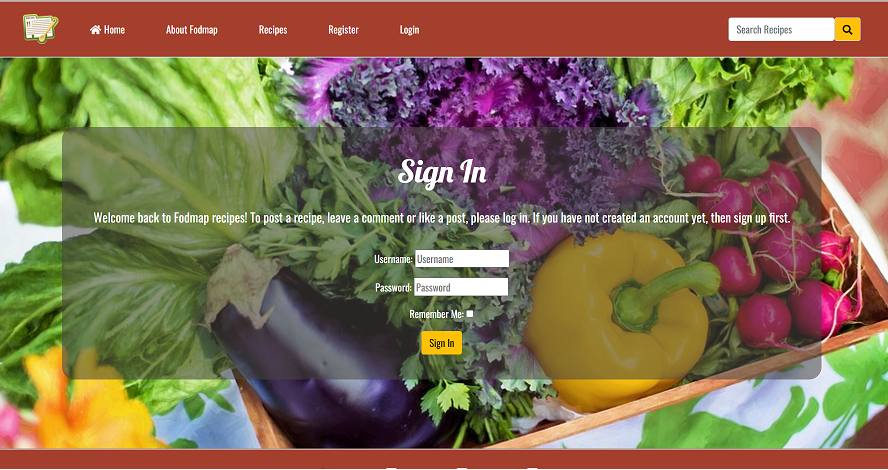 Home
About Fodmap
Recipes
Register
Login
Search Recipes
Sign In
Welcome back to Fodmap recipes! To post a recipe, leave a comment or like a post, please log in. If you have not created an account yet, then sign up first.
Username: Username
Password: Password
Remember Me:
Sign In